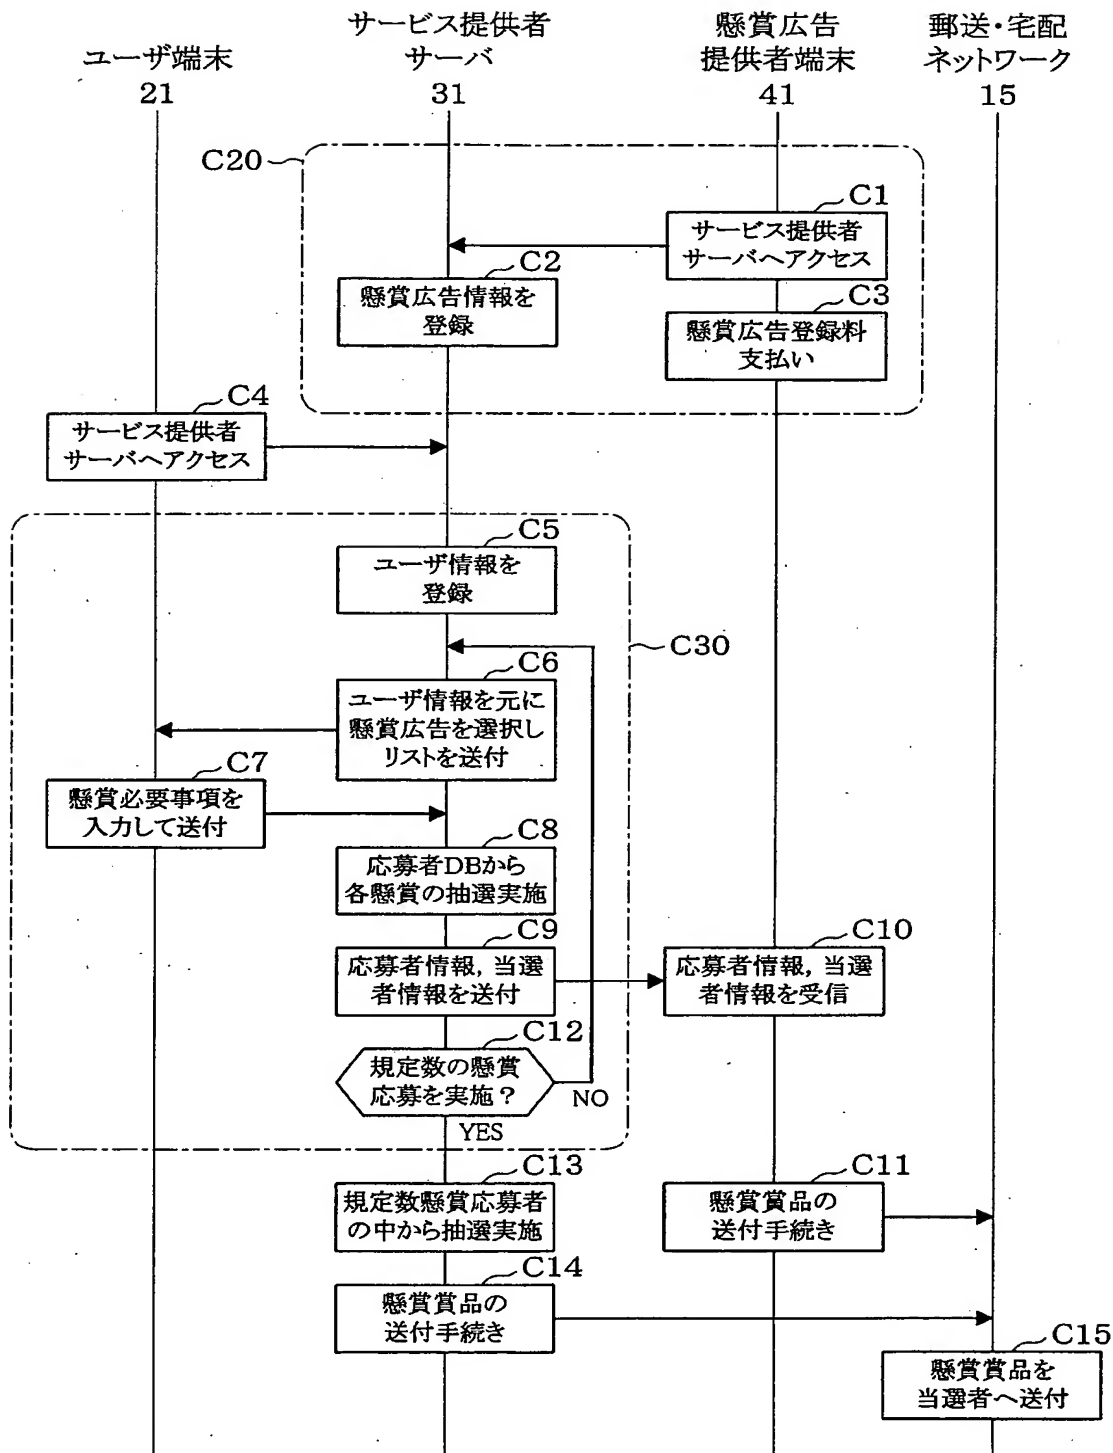 ユーザ端末
21
サービス提供者
サーバ
31
懸賞広告
提供者端末
41
郵送・宅配
ネットワーク
15
C20
C1
サービス提供者
サーバへアクセス
C2
懸賞広告情報を
登録
C3
懸賞広告登録料
支払い
C4
サービス提供者
サーバへアクセス
C5
ユーザ情報を
登録
C30
C6
ユーザ情報を元に
懸賞広告を選択し
リストを送付
C7
懸賞必要事項を
入力して送付
C8
応募者DBから
各懸賞の抽選実施
C9
応募者情報,当選
者情報を送付
C10
応募者情報,当選
者情報を受信
C12
規定数の懸賞
応募を実施?
NO
YES
C13
規定数懸賞応募者
の中から抽選実施
C11
懸賞賞品の
送付手続き
C14
懸賞賞品の
送付手続き
C15
懸賞賞品を
当選者へ送付